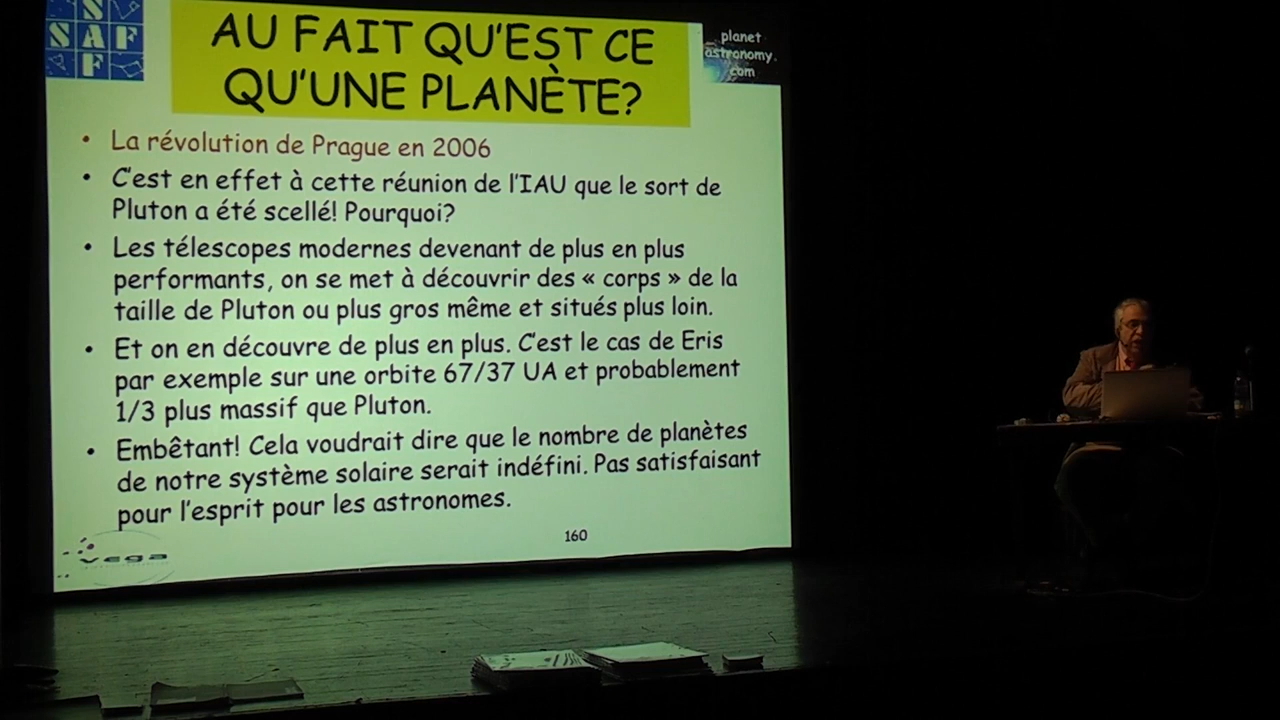 S
SAF
F
AU FAIT QU'EST CE
QU'UNE PLANÈTE?
planet
astronomy.
com
• La révolution de Prague en 2006
• C'est en effet à cette réunion de l'IAU que le sort de
Pluton a été scellé! Pourquoi?
• Les télescopes modernes devenant de plus en plus
performants, on se met à découvrir des « corps » de la
taille de Pluton ou plus gros même et situés plus loin.
• Et on en découvre de plus en plus. C'est le cas de Eris
par exemple sur une orbite 67/37 UA et probablement
1/3 plus massif que Pluton.
• Embêtant! Cela voudrait dire que le nombre de planètes
de notre système solaire serait indéfini. Pas satisfaisant
pour l'esprit pour les astronomes.
vega
160